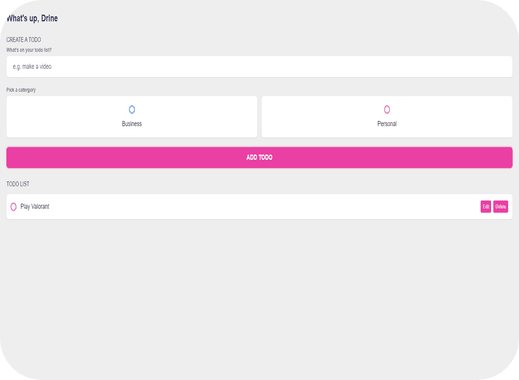 What's up, Drine
CREATE A TODO
What's on your todo list?
e.g. make a video
Pick a catergory
Business
Personal
ADD TODO
TODO LIST
Play Valorant
Edit
Delete